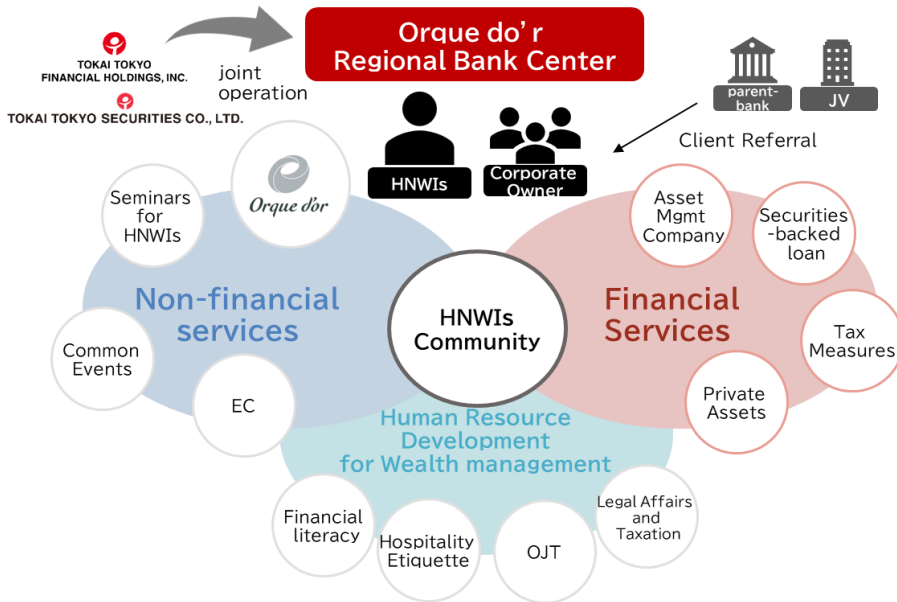 Orque do’r
Regional Bank Center
TOKAI TOKYO
FINANCIAL HOLDINGS, INC.
TOKAI TOKYO SECURITIES CO., LTD.
joint
operation
HNWIs
Corporate
Owner
parent-
bank
JV
Client Referral
Seminars
for
HNWIs
Orque d'or
Asset
Mgmt
Company
Securities
-backed
loan
Non-financial
services
HNWIs
Community
Financial
Services
Common
Events
EC
Tax
Measures
Private
Assets
Human Resource
Development
for Wealth management
Financial
literacy
Hospitality
Etiquette
OJT
Legal Affairs
and
Taxation